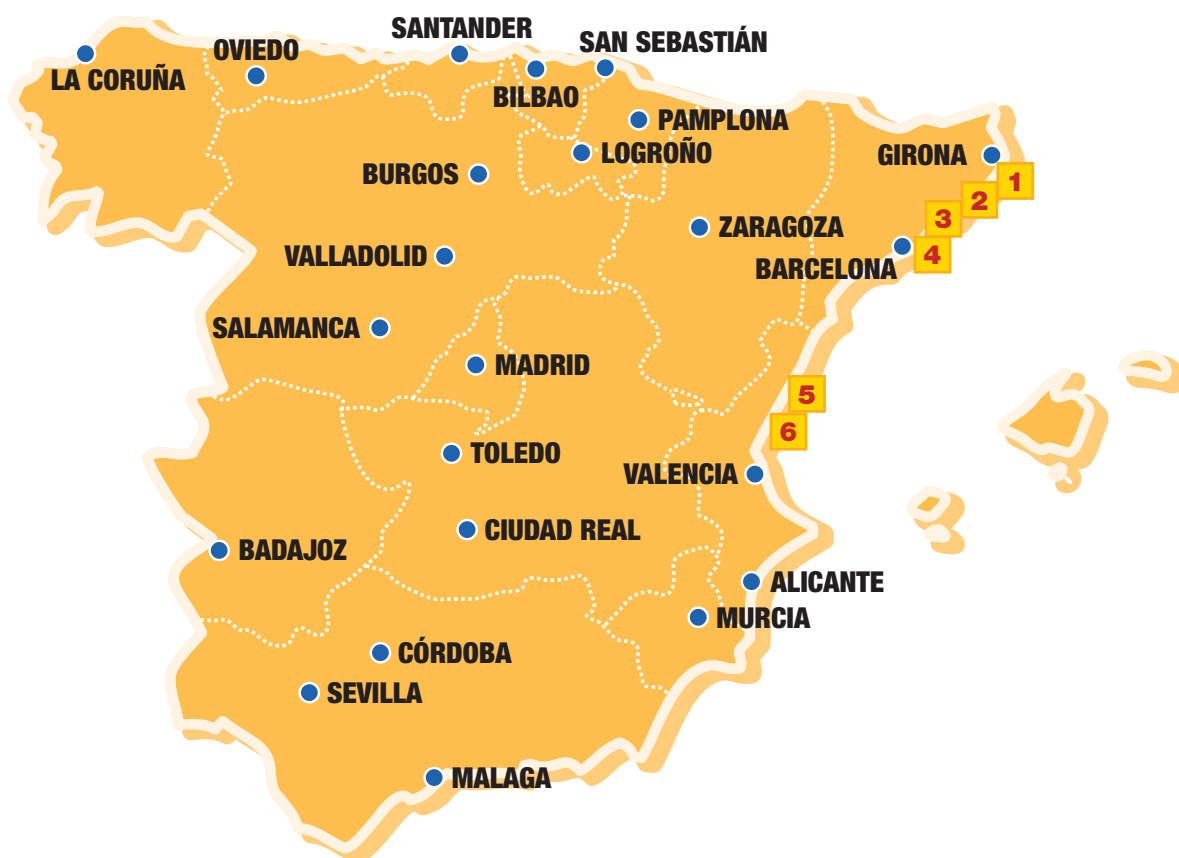 SANTANDER
SAN SEBASTIÁN
OVIEDO
LA CORUÑA
BILBAO
PAMPLONA
LOGROÑO
GIRONA
BURGOS
1
2
3
ZARAGOZA
4
VALLADOLID
BARCELONA
SALAMANCA
MADRID
5
6
TOLEDO
VALENCIA
CIUDAD REAL
BADAJOZ
ALICANTE
MURCIA
CÓRDOBA
SEVILLA
MALAGA